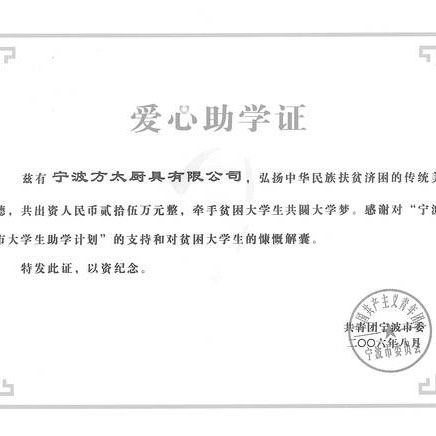 爱心助学证
兹有 宁波方太厨具有限公司，弘扬中华民族扶贫济困的传统美
德，共出资人民币贰拾伍万元整，牵手贫困大学生共圆大学梦。感谢对“宁波
市大学生助学计划”的支持和对贫困大学生的慷慨解囊。
特发此证，以资纪念。
共青团宁波市委
二〇〇六年八月
中国共产主义青年团
宁波市委员会